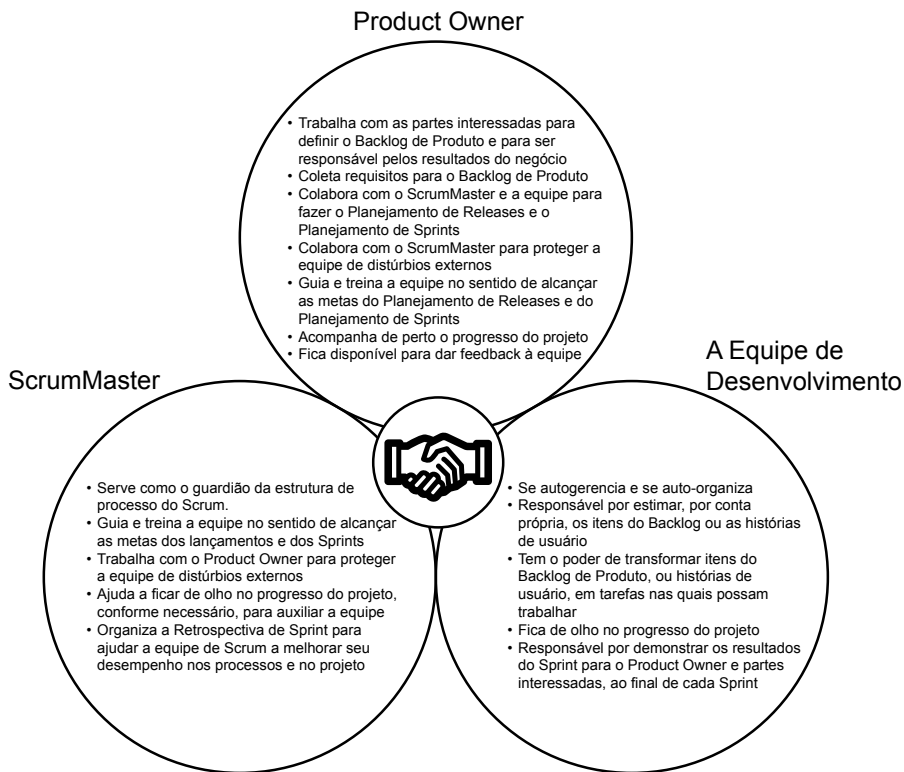 Product Owner
• Trabalha com as partes interessadas para
definir o Backlog de Produto e para ser
responsável pelos resultados do negócio
• Coleta requisitos para o Backlog de Produto
• Colabora com o ScrumMaster e a equipe para
fazer o Planejamento de Releases e o
Planejamento de Sprints
• Colabora com o ScrumMaster para proteger a
equipe de distúrbios externos
• Guia e treina a equipe no sentido de alcançar
as metas do Planejamento de Releases e do
Planejamento de Sprints
• Acompanha de perto o progresso do projeto
• Fica disponível para dar feedback à equipe
ScrumMaster
• Serve como o guardião da estrutura de
processo do Scrum.
• Guia e treina a equipe no sentido de alcançar
as metas dos lançamentos e dos Sprints
• Trabalha com o Product Owner para proteger
a equipe de distúrbios externos
• Ajuda a ficar de olho no progresso do projeto,
conforme necessário, para auxiliar a equipe
• Organiza a Retrospectiva de Sprint para
ajudar a equipe de Scrum a melhorar seu
desempenho nos processos e no projeto
A Equipe de
Desenvolvimento
• Se autogerencia e se auto-organiza
• Responsável por estimar, por conta
própria, os itens do Backlog ou as histórias
de usuário
• Tem o poder de transformar itens do
Backlog de Produto, ou histórias de
usuário, em tarefas nas quais possam
trabalhar
• Fica de olho no progresso do projeto
• Responsável por demonstrar os resultados
do Sprint para o Product Owner e partes
interessadas, ao final de cada Sprint